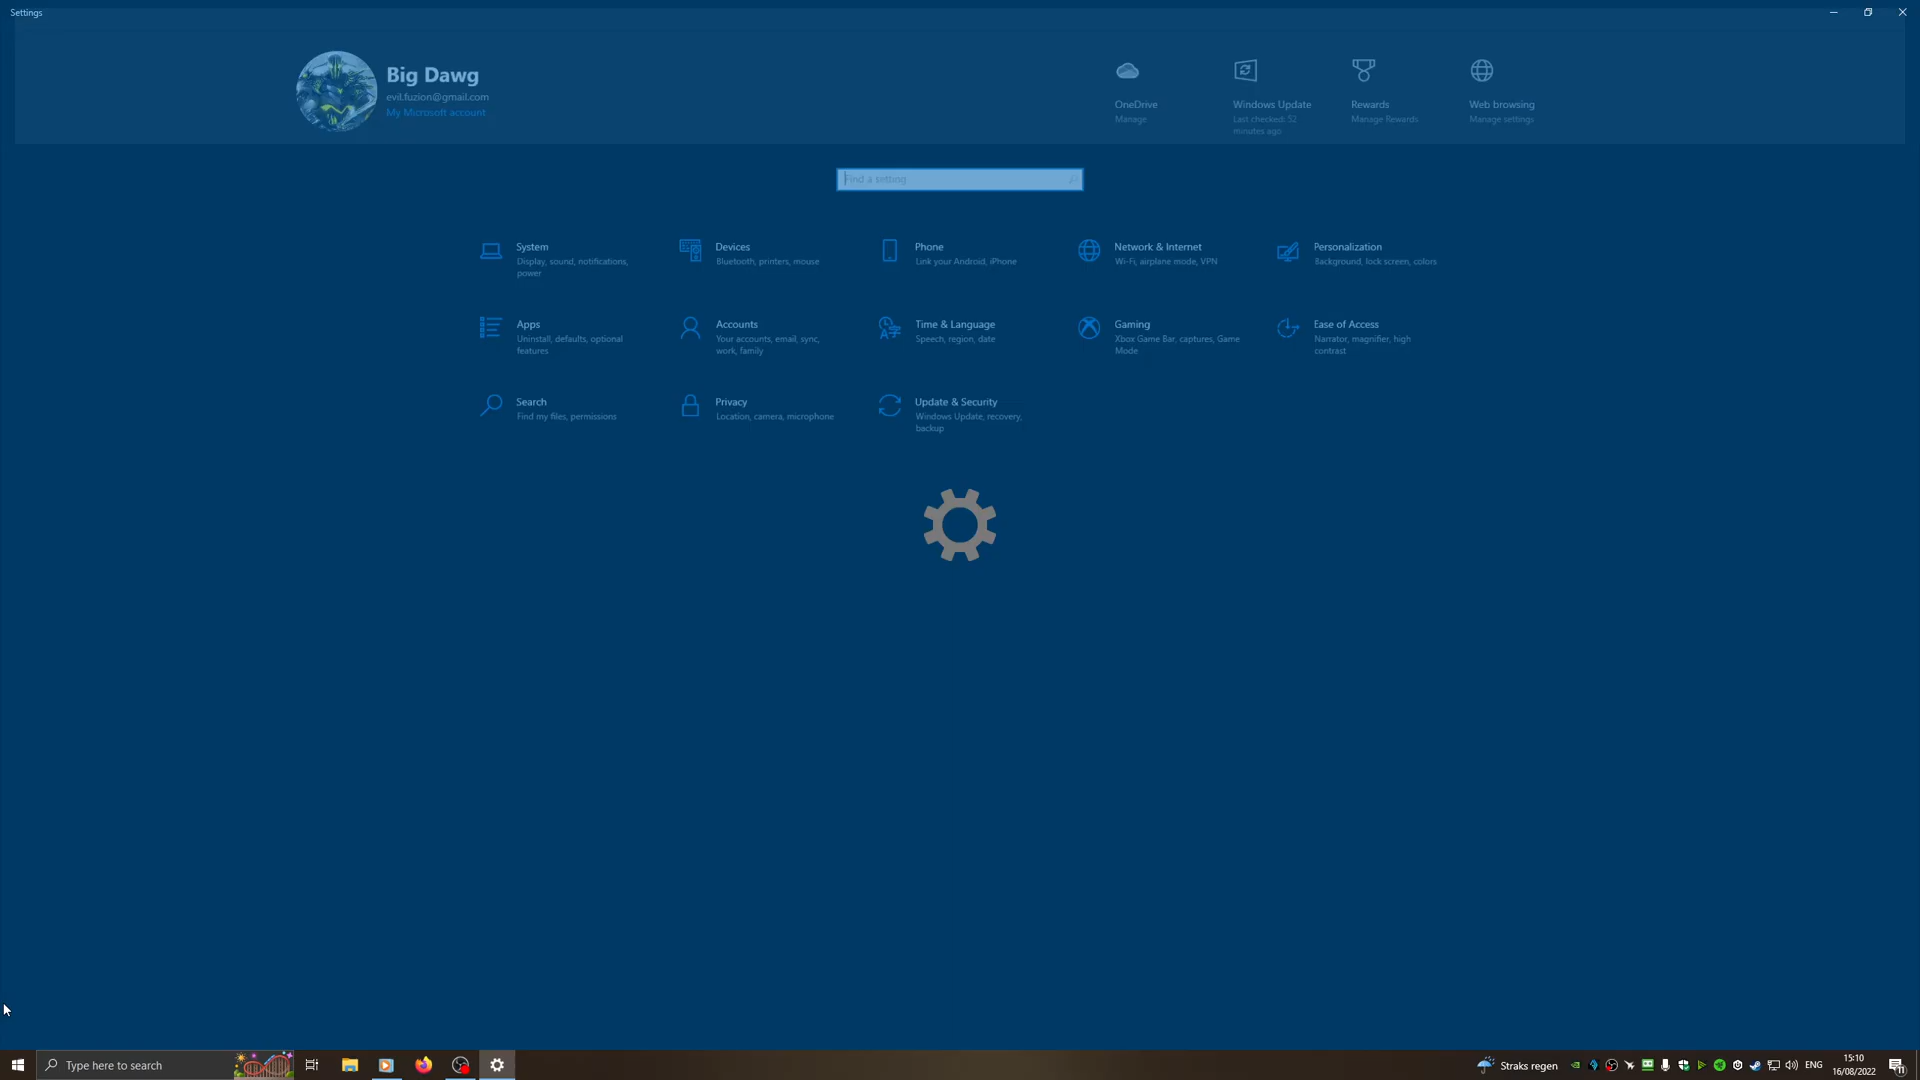 Settings
Big Dawg
evil.fuzion@gmail.com
My Microsoft account
OneDrive
Manage
Windows Update
Last checked: 52
minutes ago
Rewards
Manage Rewards
Web browsing
Manage settings
Find a setting
System
Display, sound, notifications,
power
Devices
Bluetooth, printers, mouse
Phone
Link your Android, iPhone
Network & Internet
Wi-Fi, airplane mode, VPN
Personalization
Background, lock screen, colors
Apps
Uninstall, defaults, optional
features
Accounts
Your accounts, email, sync,
work, family
Time & Language
Speech, region, date
Gaming
Xbox Game Bar, captures, Game
Mode
Ease of Access
Narrator, magnifier, high
contrast
Search
Find my files, permissions
Privacy
Location, camera, microphone
Update & Security
Windows Update, recovery,
backup
Type here to search
Straks regen
ENG
15:10
16/08/2022
11